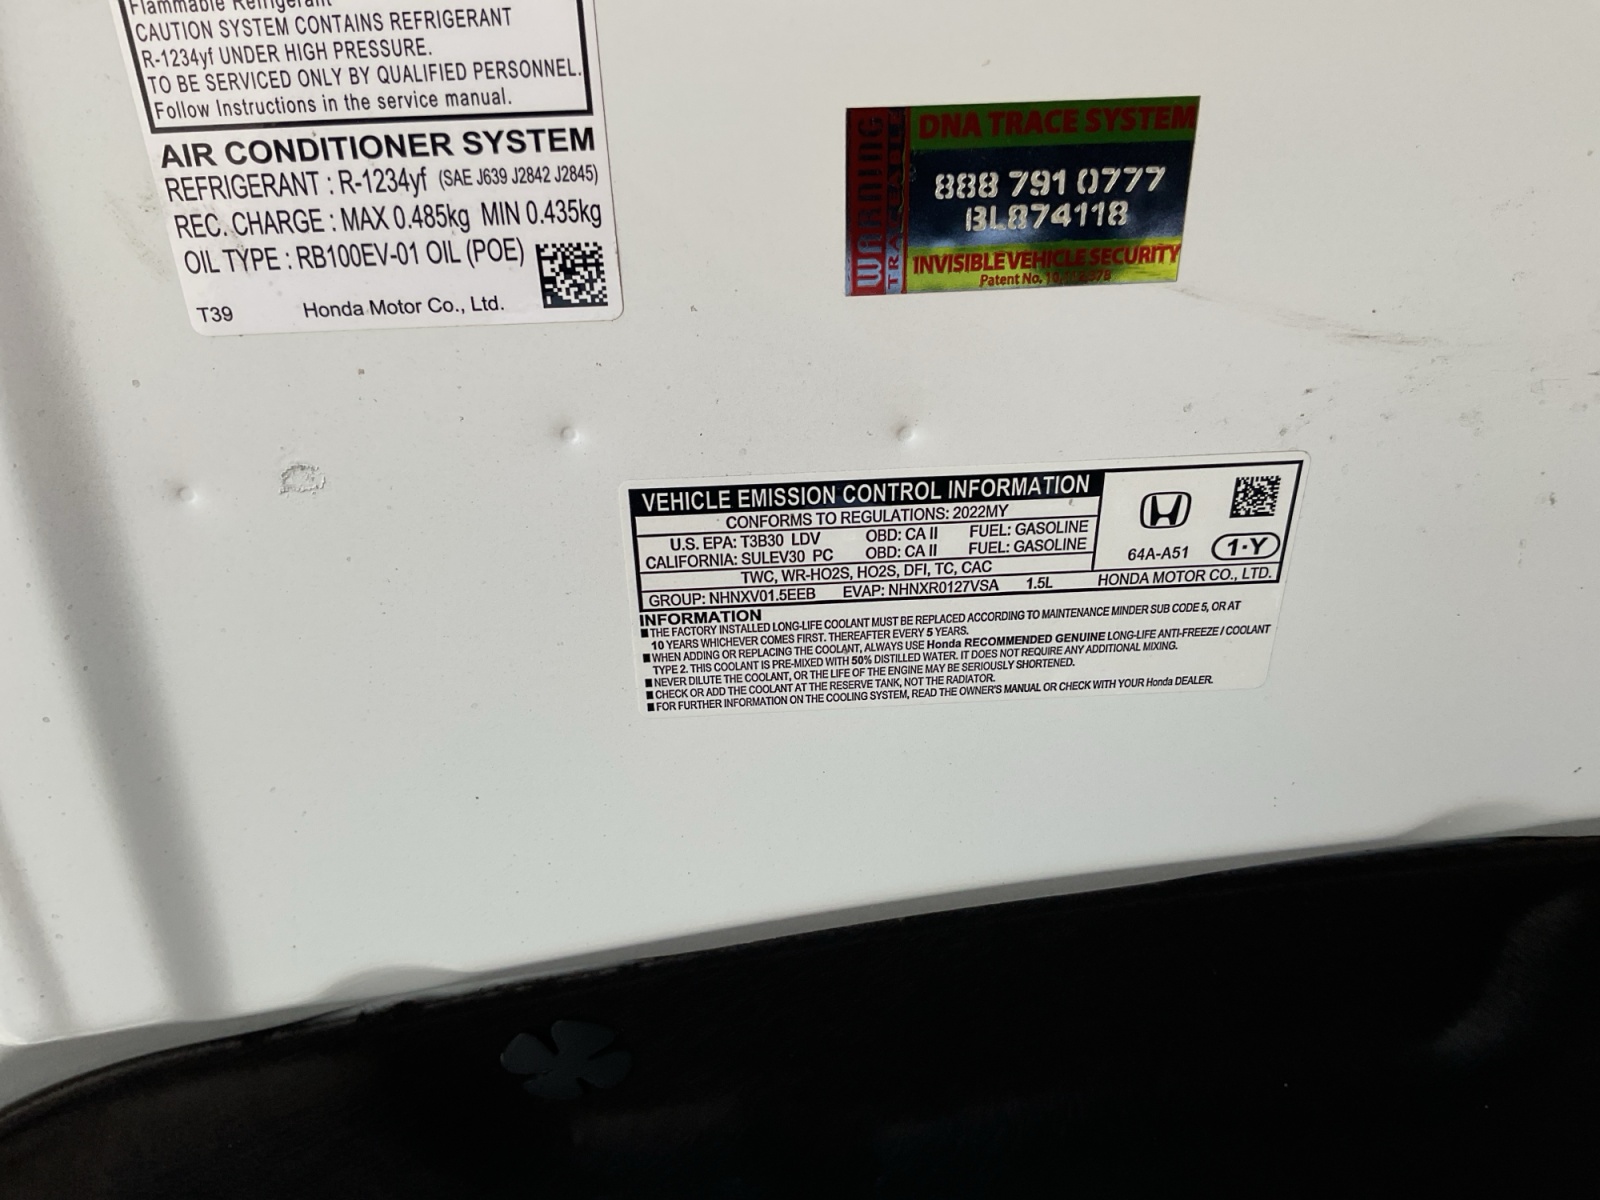 Flammable Refrigerant
CAUTION SYSTEM CONTAINS REFRIGERANT
R-1234yf UNDER HIGH PRESSURE.
TO BE SERVICED ONLY BY QUALIFIED PERSONNEL.
Follow Instructions in the service manual.
AIR CONDITIONER SYSTEM
REFRIGERANT : R-1234yf (SAE J639 J2842 J2845)
REC. CHARGE : MAX 0.485kg MIN 0.435kg
OIL TYPE : RB100EV-01 OIL (POE)
T39 Honda Motor Co., Ltd.
WARNING
TRACEABLE
DNA TRACE SYSTEM
888 791 0777
BL874118
INVISIBLE VEHICLE SECURITY
Patent No.
VEHICLE EMISSION CONTROL INFORMATION
CONFORMS TO REGULATIONS: 2022MY
U.S. EPA: T3B30 LDV OBD: CA II FUEL: GASOLINE
CALIFORNIA: SULEV30 PC OBD: CA II FUEL: GASOLINE
TWC, WR-HO2S, HO2S, DFI, TC, CAC
GROUP: NHNXV01.5EEB EVAP: NHNXR0127VSA 1.5L
64A-A51 1·Y
HONDA MOTOR CO., LTD.
INFORMATION
■ THE FACTORY INSTALLED LONG-LIFE COOLANT MUST BE REPLACED ACCORDING TO MAINTENANCE MINDER SUB CODE 5, OR AT
10 YEARS WHICHEVER COMES FIRST. THEREAFTER EVERY 5 YEARS.
■ WHEN ADDING OR REPLACING THE COOLANT, ALWAYS USE Honda RECOMMENDED GENUINE LONG-LIFE ANTI-FREEZE / COOLANT
TYPE 2. THIS COOLANT IS PRE-MIXED WITH 50% DISTILLED WATER. IT DOES NOT REQUIRE ANY ADDITIONAL MIXING.
■ NEVER DILUTE THE COOLANT, OR THE LIFE OF THE ENGINE MAY BE SERIOUSLY SHORTENED.
■ CHECK OR ADD THE COOLANT AT THE RESERVE TANK, NOT THE RADIATOR.
■ FOR FURTHER INFORMATION ON THE COOLING SYSTEM, READ THE OWNER'S MANUAL OR CHECK WITH YOUR Honda DEALER.